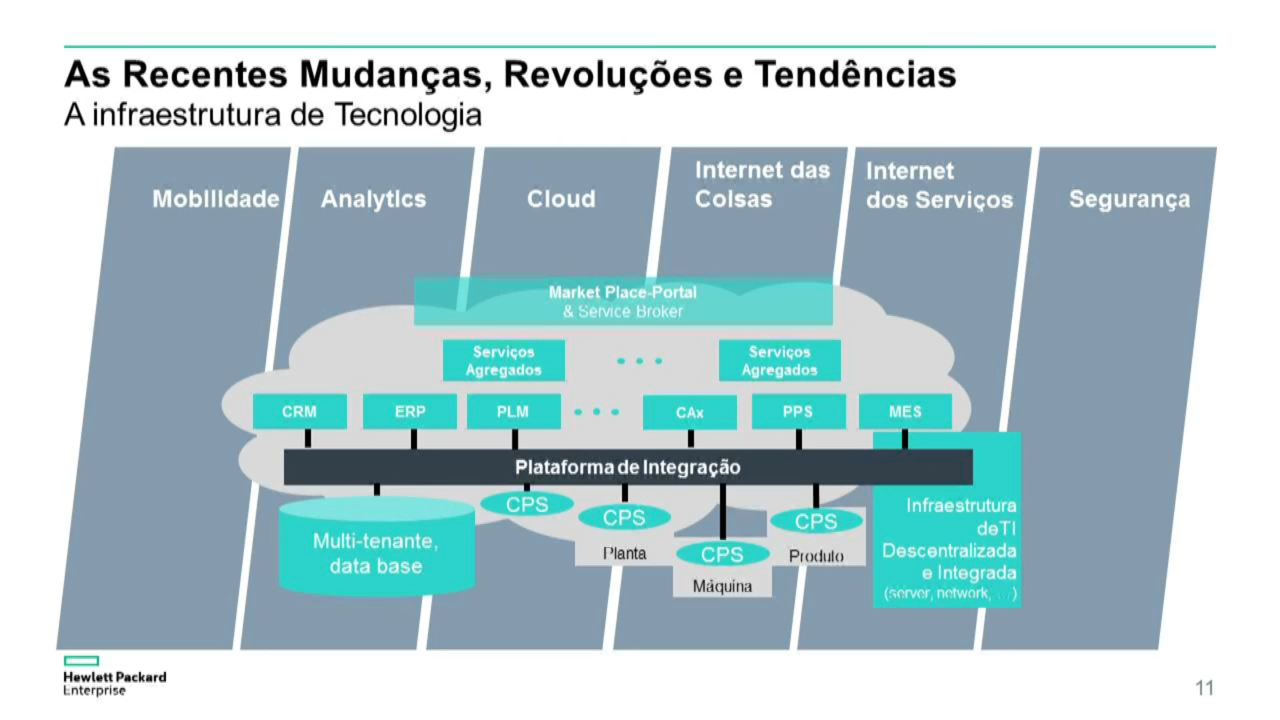 As Recentes Mudanças, Revoluções e Tendências
A infraestrutura de Tecnologia
Mobilidade
Analytics
Cloud
Internet das
Coisas
Internet
dos Serviços
Segurança
Market Place-Portal
& Service Broker
Serviços
Agregados
Serviços
Agregados
CRM
ERP
PLM
CAx
PPS
MES
Plataforma de Integração
CPS
CPS
Planta
CPS
Máquina
CPS
Produto
Multi-tenante,
data base
Infraestrutura
de TI
Descentralizada
e Integrada
(server, network, ...)
Hewlett Packard
Enterprise
11